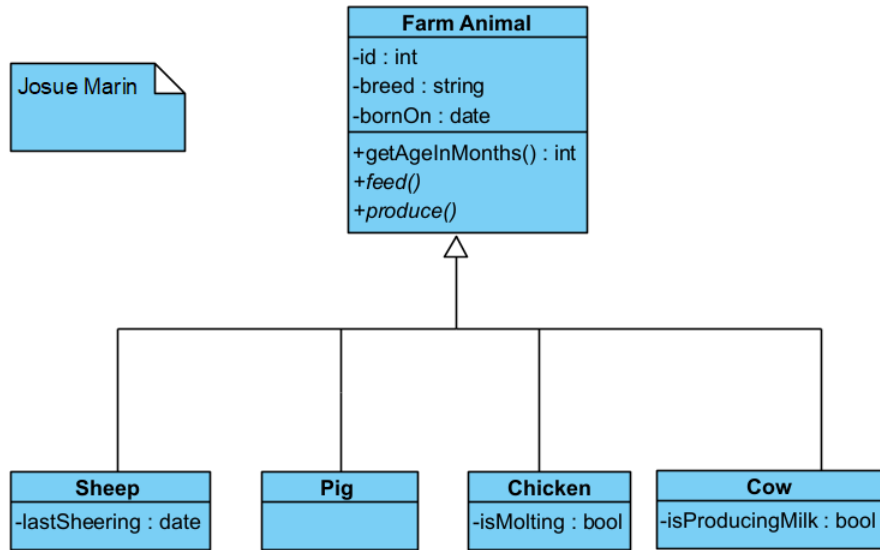 Josue Marin
Farm Animal
-id : int
-breed : string
-bornOn : date
+getAgeInMonths() : int
+feed()
+produce()
Sheep
-lastSheering : date
Pig
Chicken
-isMolting : bool
Cow
-isProducingMilk : bool